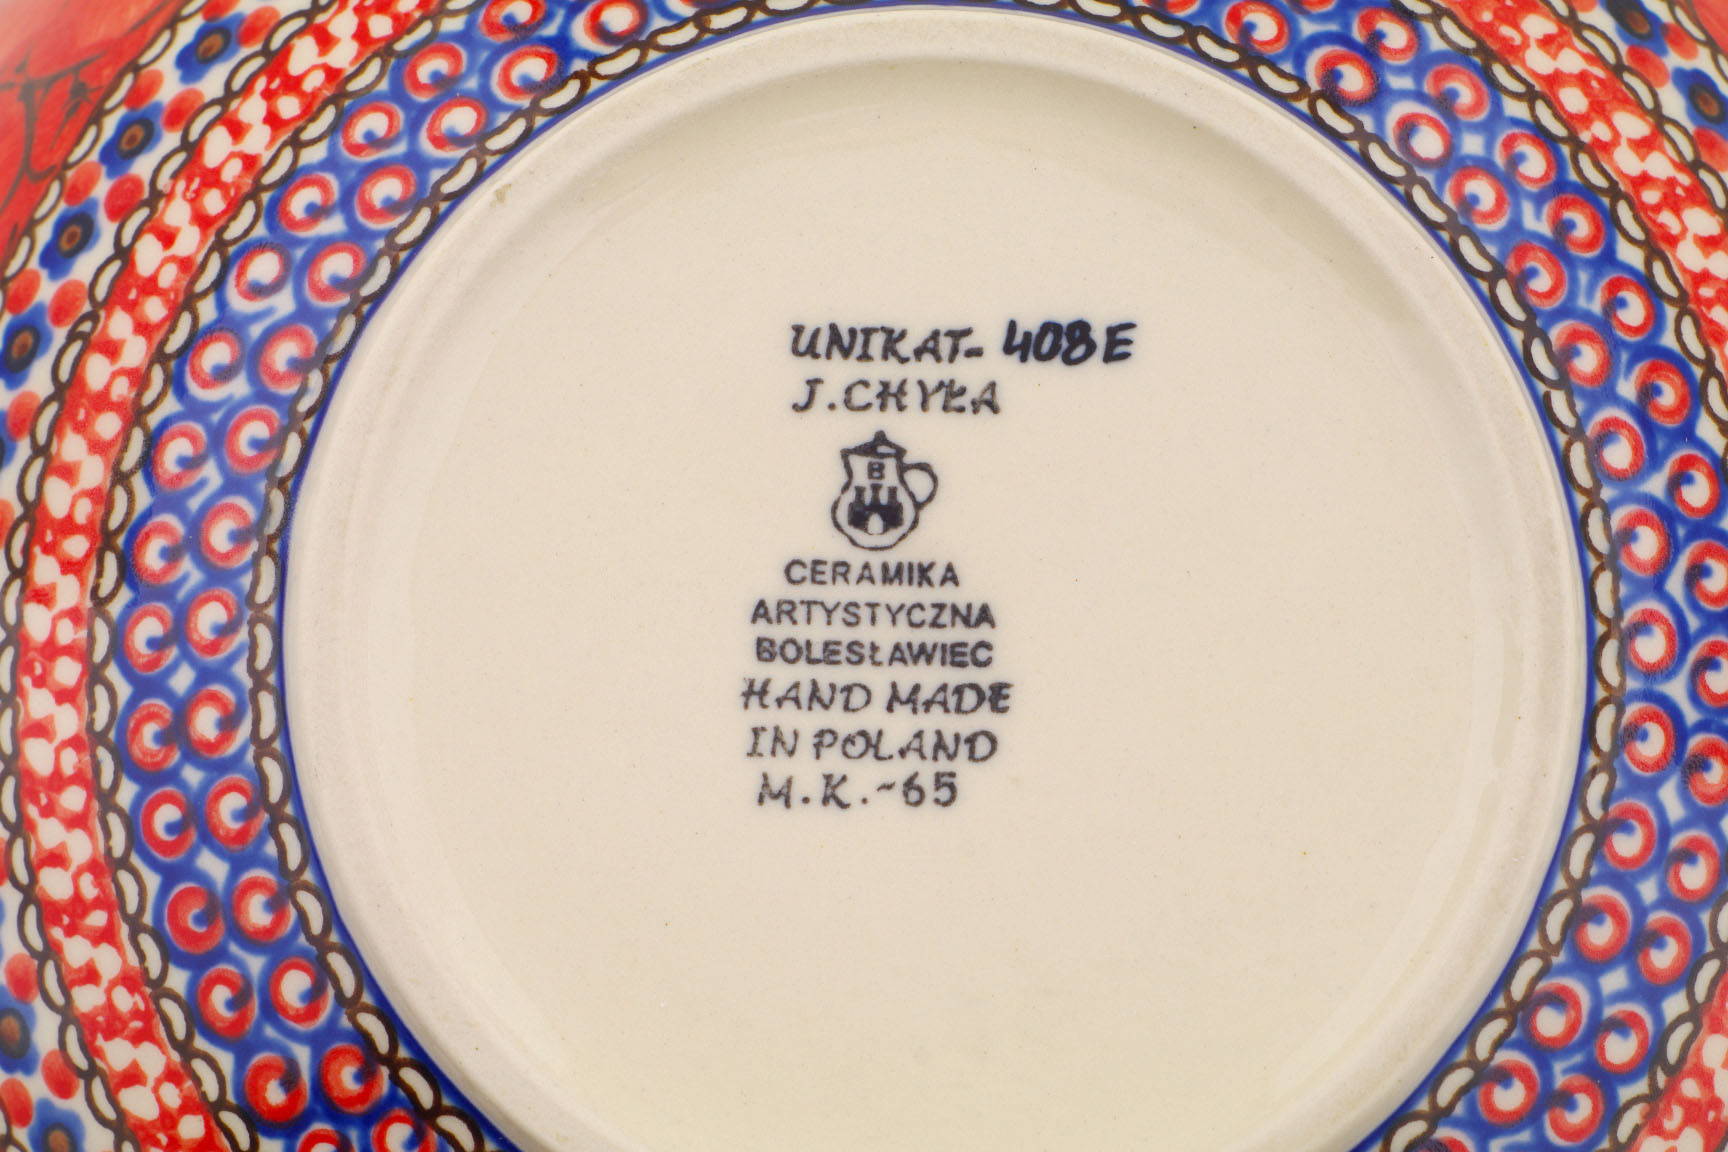 UNIKAT-408E
J.CHYŁA
B
CERAMIKA
ARTYSTYCZNA
BOLESŁAWIEC
HAND MADE
IN POLAND
M.K.-65